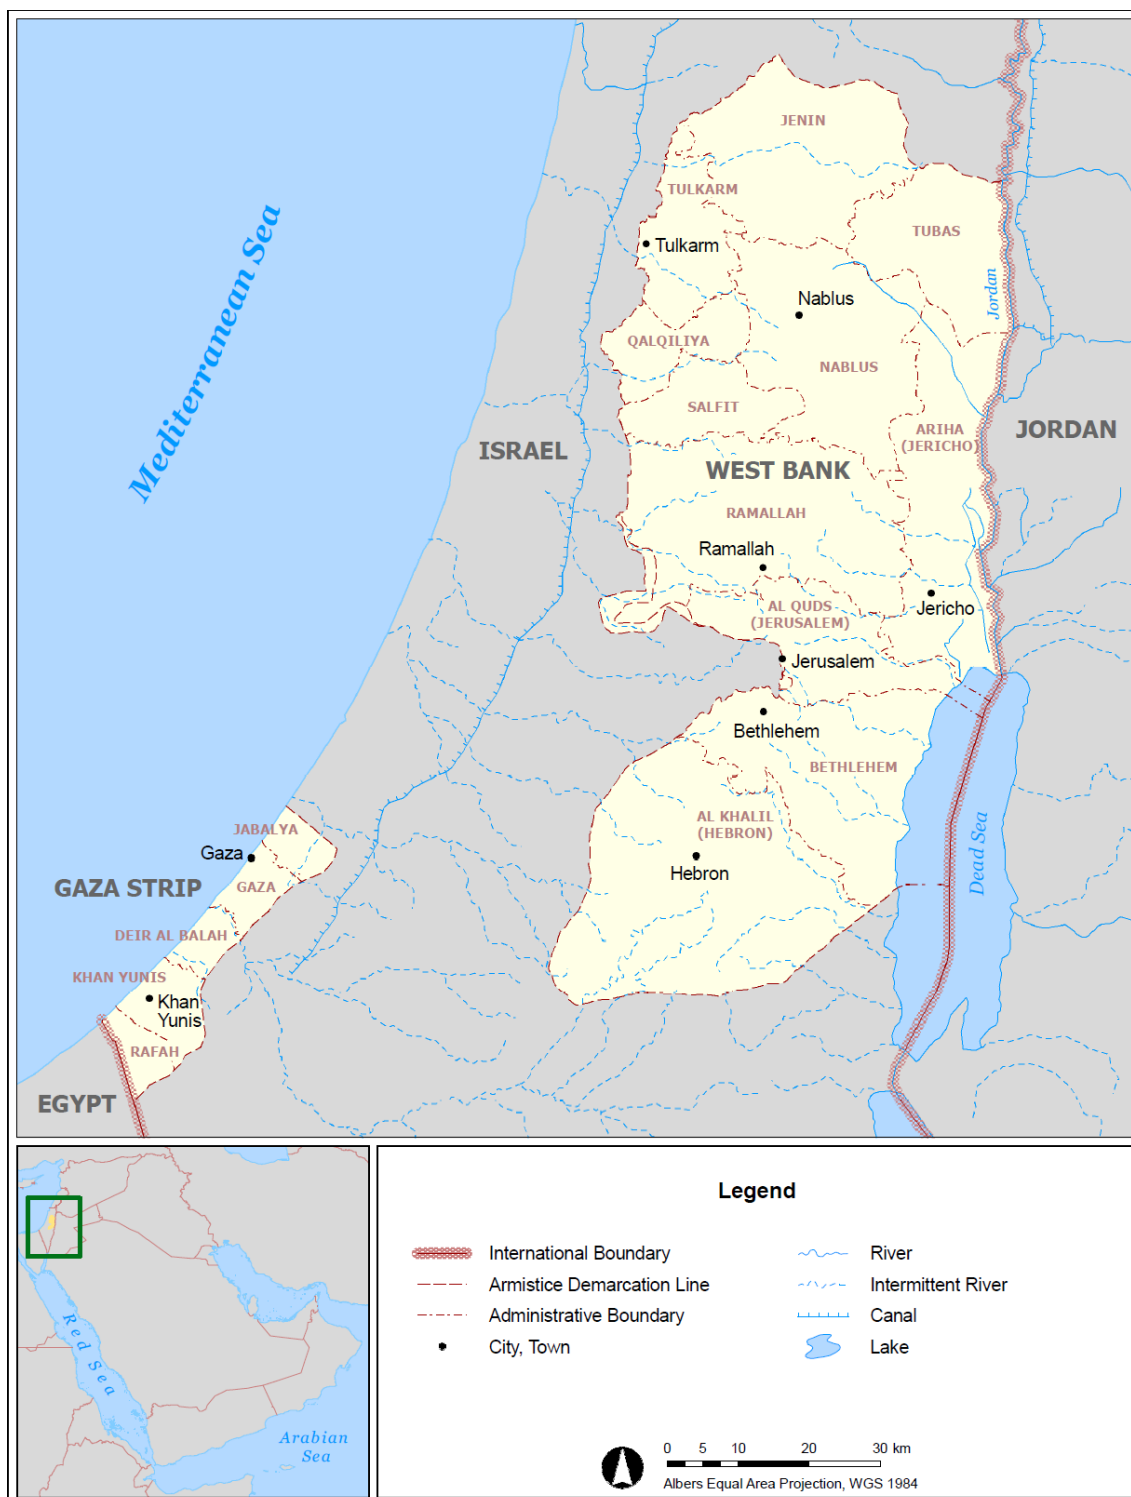 JENIN
TULKARM
TUBAS
Tulkarm
Mediterranean Sea
Jordan
Nablus
QALQILIYA
NABLUS
SALFIT
ARIHA
(JERICHO)
JORDAN
ISRAEL
WEST BANK
RAMALLAH
Ramallah
AL QUDS
(JERUSALEM)
Jericho
Jerusalem
Bethlehem
BETHLEHEM
AL KHALIL
(HEBRON)
Hebron
Dead Sea
JABALYA
Gaza
GAZA STRIP
GAZA
DEIR AL BALAH
KHAN YUNIS
Khan
Yunis
RAFAH
EGYPT
Red Sea
Arabian
Sea
Legend
International Boundary
Armistice Demarcation Line
Administrative Boundary
City, Town
River
Intermittent River
Canal
Lake
0 5 10 20 30 km
Albers Equal Area Projection, WGS 1984